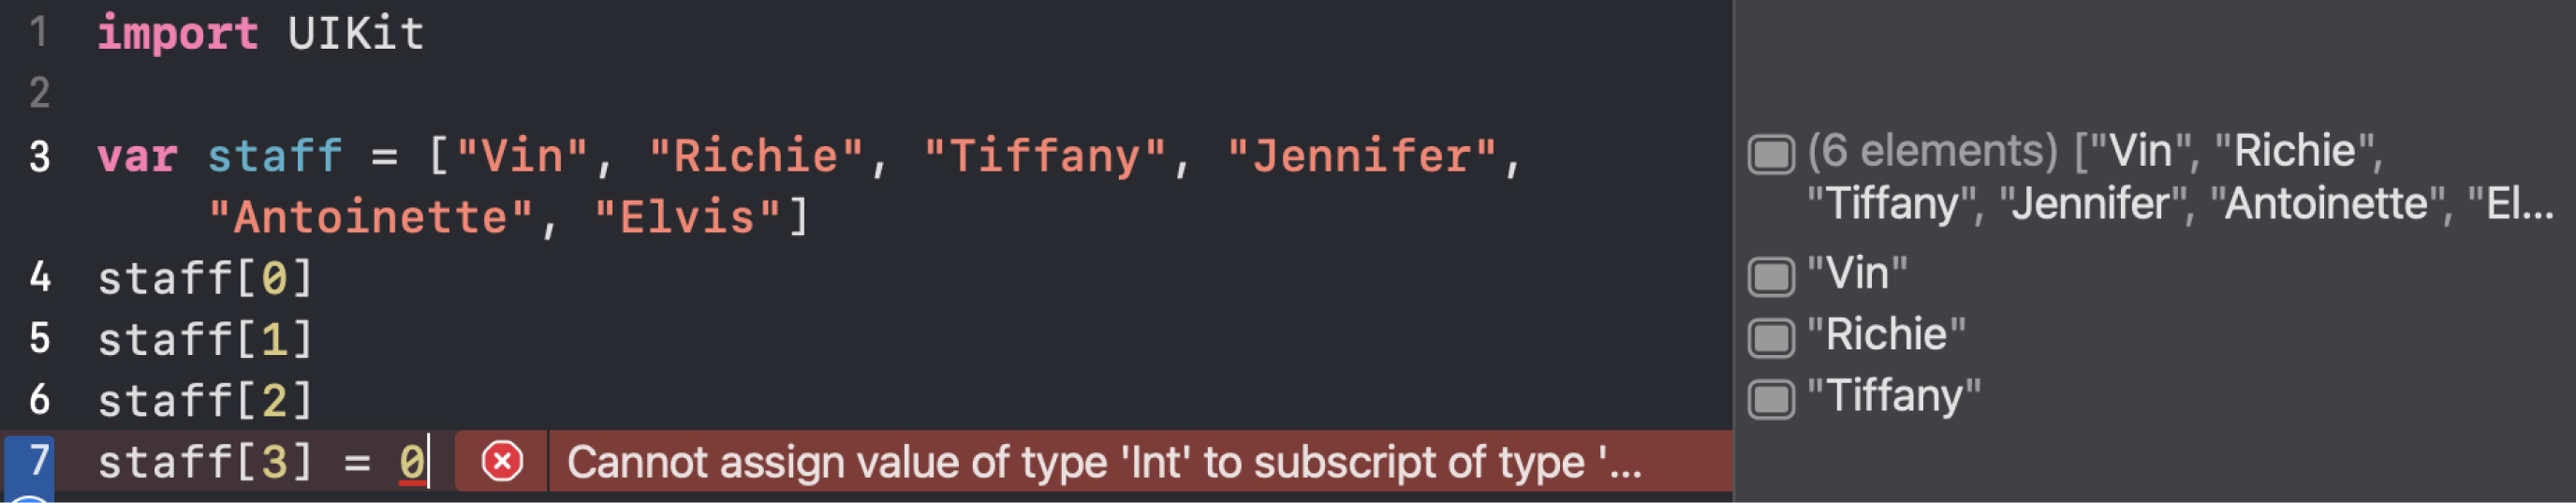 1 import UIKit
2
3 var staff = ["Vin", "Richie", "Tiffany", "Jennifer",
"Antoinette", "Elvis"]
4 staff[0]
5 staff[1]
6 staff[2]
7 staff[3] = 0 Cannot assign value of type 'Int' to subscript of type '...
(6 elements) ["Vin", "Richie",
"Tiffany", "Jennifer", "Antoinette", "El...
"Vin"
"Richie"
"Tiffany"